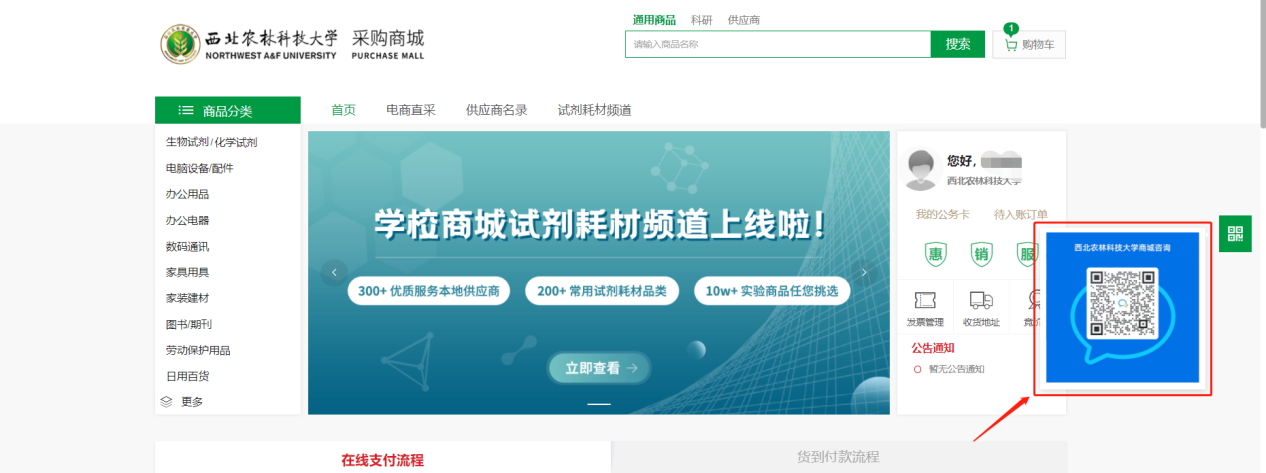 通用商品 科研 供应商
西北农林科技大学 采购商城
NORTHWEST A&F UNIVERSITY PURCHASE MALL
请输入商品名称
搜索
1
购物车
商品分类
首页 电商直采 供应商名录 试剂耗材频道
生物试剂/化学试剂
电脑设备/配件
办公用品
办公电器
数码通讯
家具用具
家装建材
图书/期刊
劳动保护用品
日用百货
更多
学校商城试剂耗材频道上线啦!
300+ 优质服务本地供应商
200+ 常用试剂耗材品类
10w+ 实验商品任您挑选
立即查看
您好,
西北农林科技大学
我的公务卡 待入账订单
惠 销 服
发票管理 收货地址 竞价
公告通知
暂无公告通知
西北农林科技大学商城咨询
在线支付流程
货到付款流程